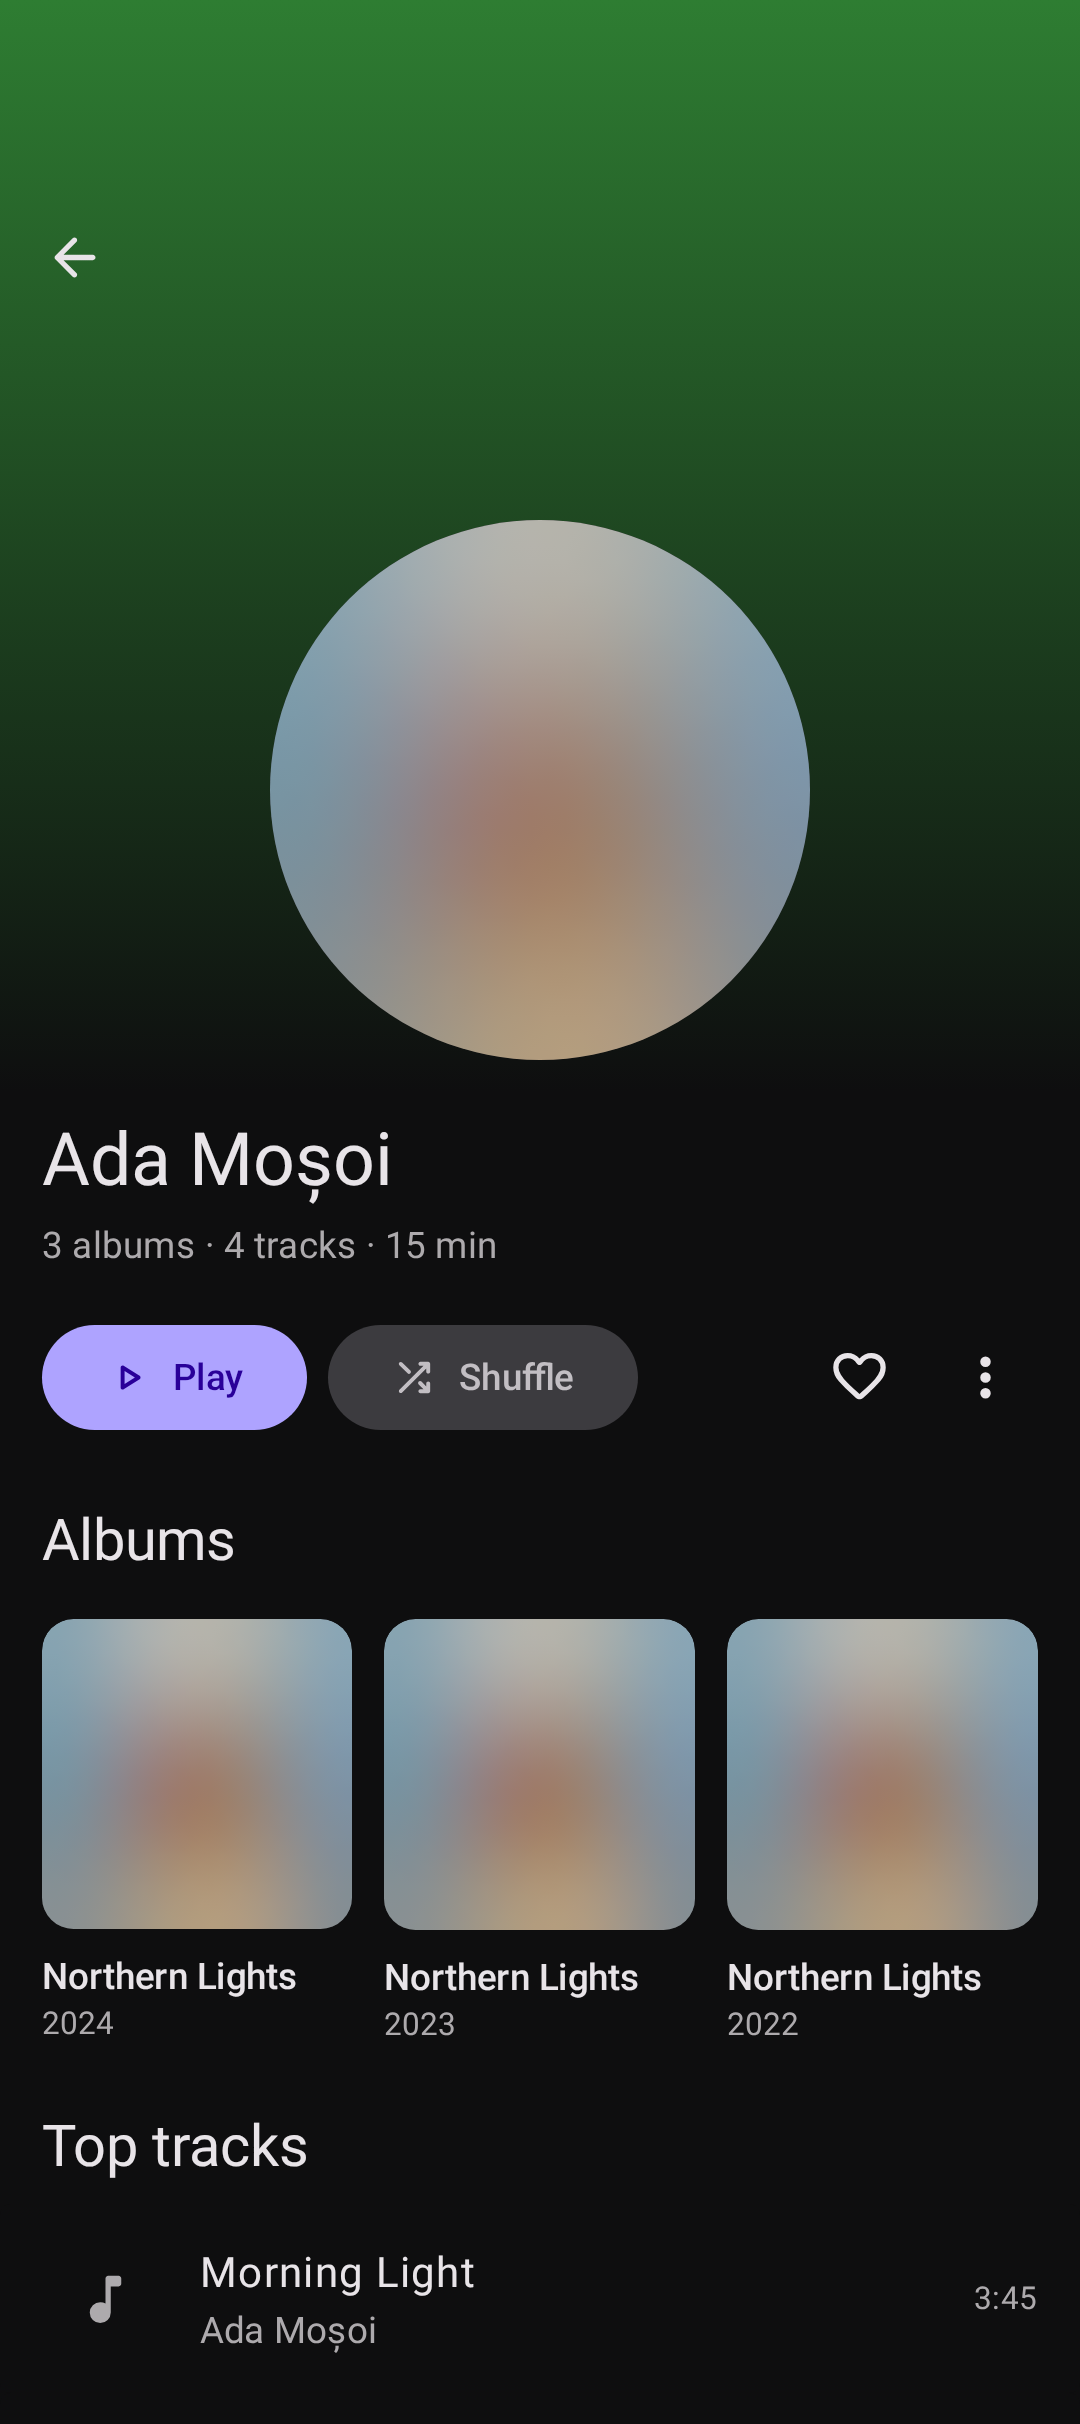 Ada Moșoi
3 albums · 4 tracks · 15 min
Play
Shuffle
Albums
Northern Lights
2024
Northern Lights
2023
Northern Lights
2022
Top tracks
Morning Light
Ada Moșoi
3:45